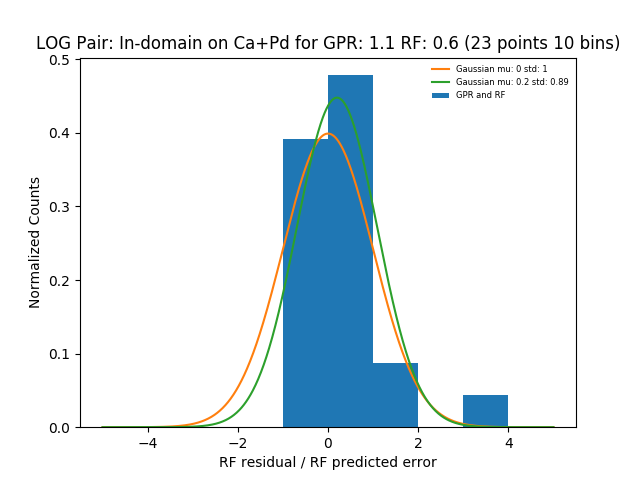 LOG Pair: In-domain on Ca+Pd for GPR: 1.1 RF: 0.6 (23 points 10 bins)
Gaussian mu: 0 std: 1
Gaussian mu: 0.2 std: 0.89
GPR and RF
Normalized Counts
0.5
0.4
0.3
0.2
0.1
0.0
−4 −2 0 2 4
RF residual / RF predicted error